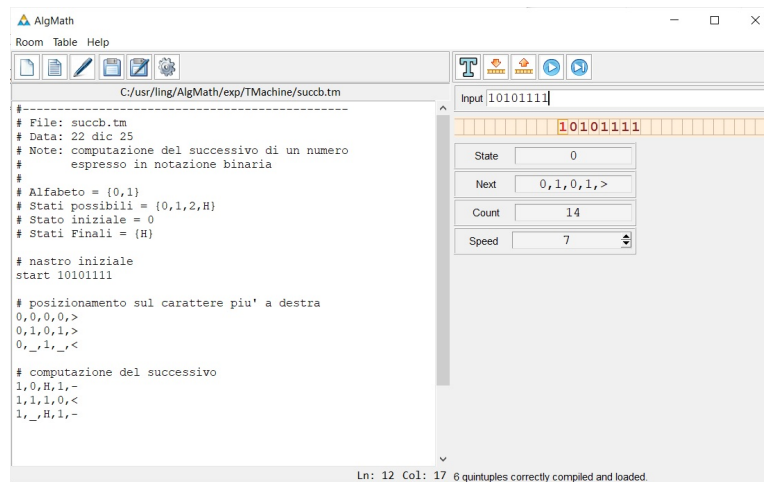 AlgMath
Room Table Help
C:/usr/ling/AlgMath/exp/TMachine/succb.tm
#-----------------------------------------------
# File: succb.tm
# Data: 22 dic 25
# Note: computazione del successivo di un numero
#       espresso in notazione binaria
#
# Alfabeto = {0,1}
# Stati possibili = {0,1,2,H}
# Stato iniziale = 0
# Stati Finali = {H}
# nastro iniziale
start 10101111
# posizionamento sul carattere piu' a destra
0,0,0,0,>
0,1,0,1,>
0,_,1,_,<
# computazione del successivo
1,0,H,1,-
1,1,1,0,<
1,_,H,1,-
Ln: 12 Col: 17
T
Input 10101111
10101111
State 0
Next 0,1,0,1,>
Count 14
Speed 7
6 quintuples correctly compiled and loaded.